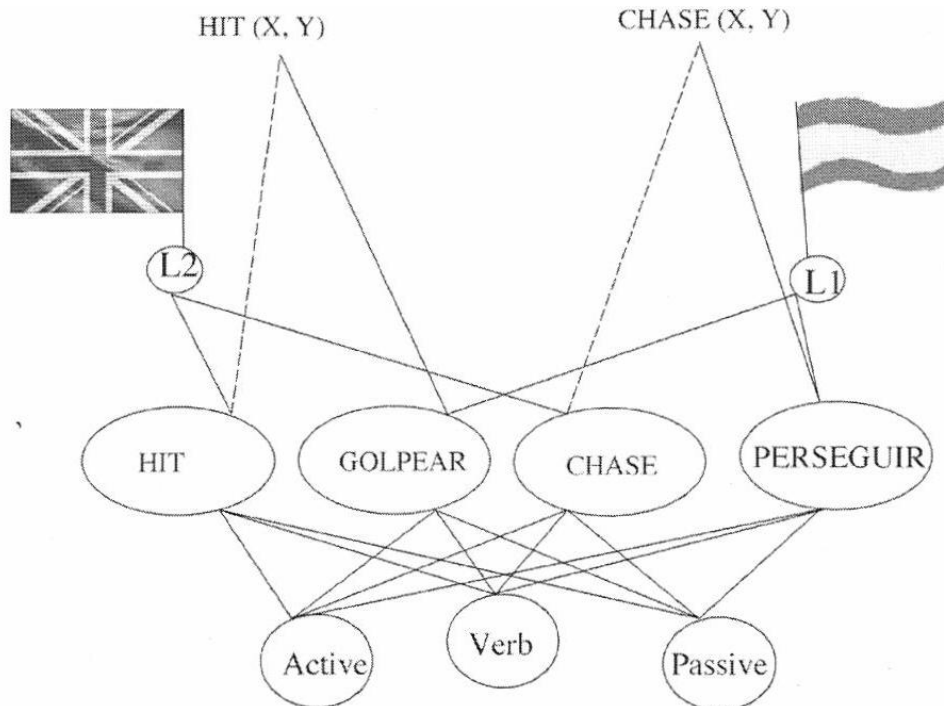 HIT (X, Y)
CHASE (X, Y)
L2
L1
HIT
GOLPEAR
CHASE
PERSEGUIR
Active
Verb
Passive